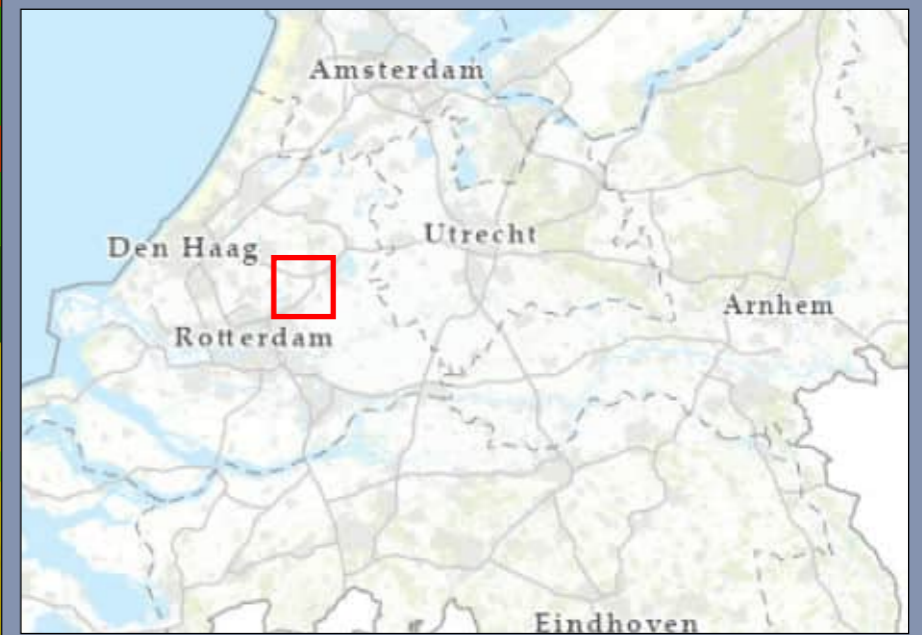 Amsterdam
Den Haag
Utrecht
Arnhem
Rotterdam
Eindhoven